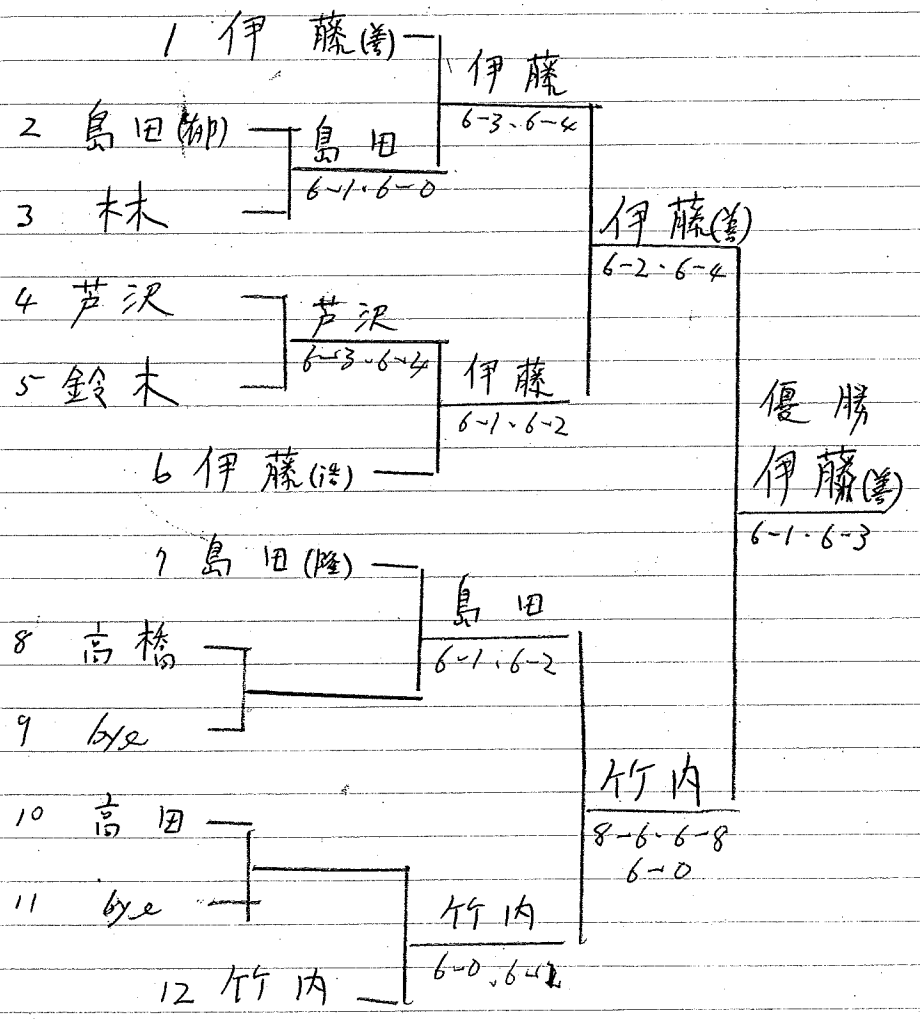 1 伊藤(善)
伊藤
6-3、6-4
2 島田(郁)
島田
6-1・6-0
3 林
伊藤(善)
6-2・6-4
4 芦沢
芦沢
6-3・6-4
5 鈴木
伊藤
6-1・6-2
6 伊藤(浩)
優勝
伊藤(善)
6-1・6-3
7 島田(隆)
島田
6-1・6-2
8 高橋
9 bye
竹内
8-6・6-8
6-0
10 高田
11 bye
竹内
6-0、
12 竹内